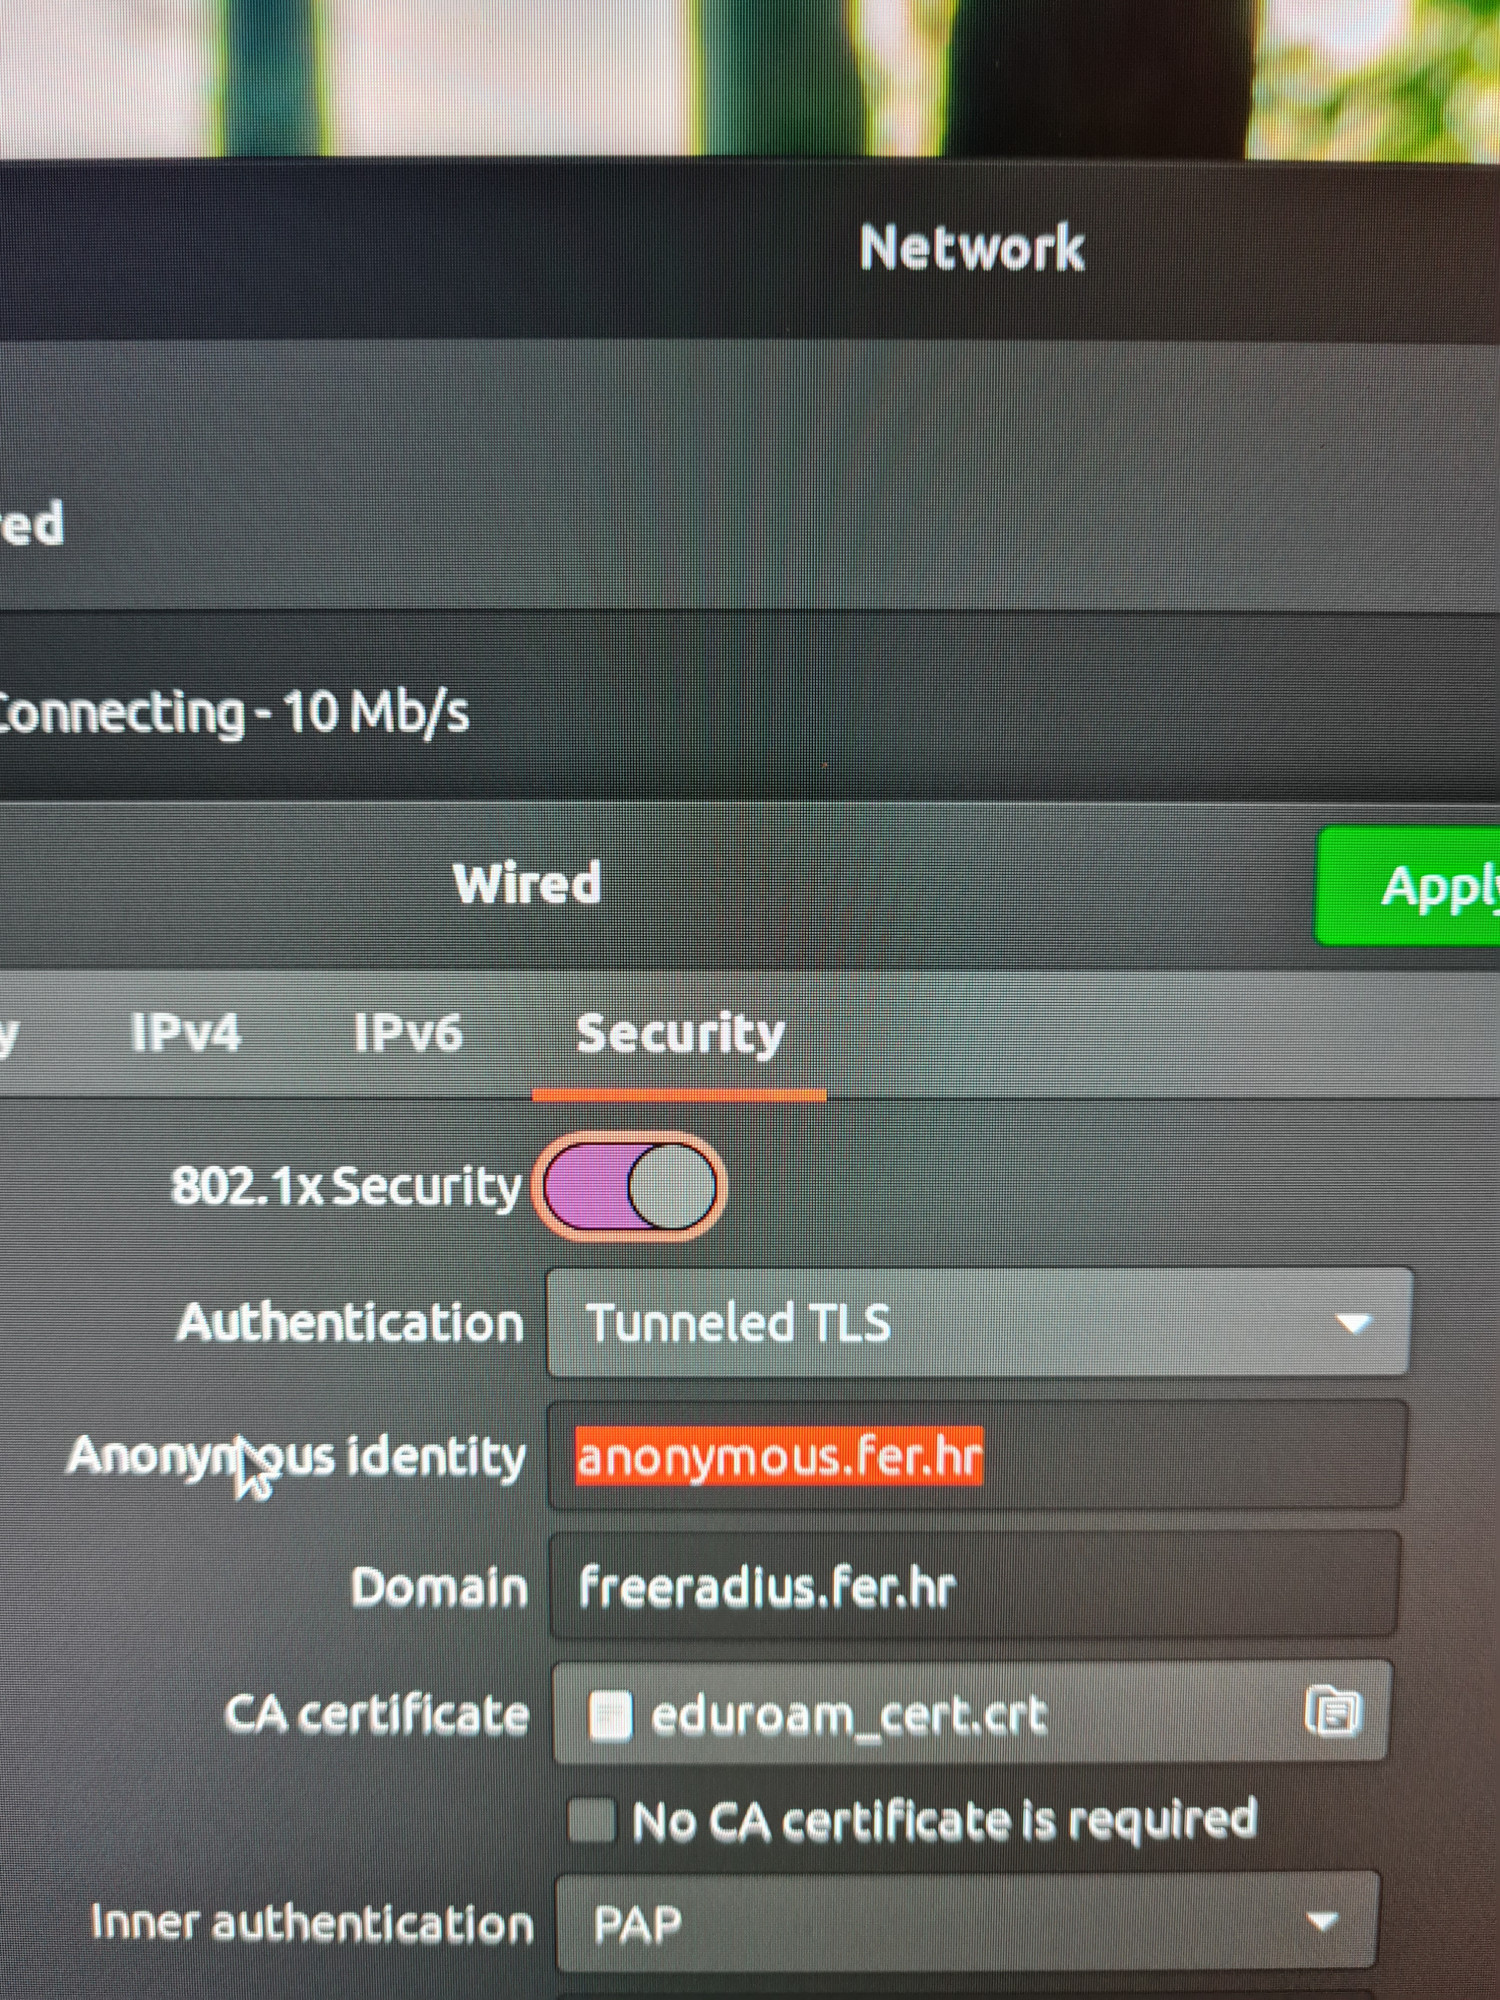 Network
red
Connecting - 10 Mb/s
Wired
Apply
y IPv4 IPv6 Security
802.1x Security
Authentication Tunneled TLS
Anonymous identity anonymous.fer.hr
Domain freeradius.fer.hr
CA certificate eduroam_cert.crt
No CA certificate is required
Inner authentication PAP